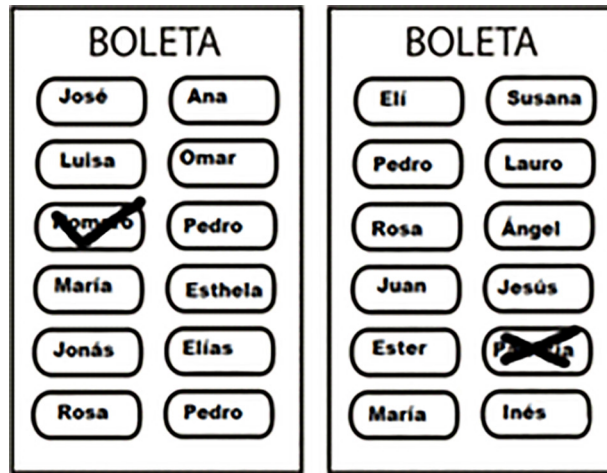 BOLETA
José Ana
Luisa Omar
Pedro
María Esthela
Jonás Elías
Rosa Pedro
BOLETA
Elí Susana
Pedro Lauro
Rosa Ángel
Juan Jesús
Ester
María Inés